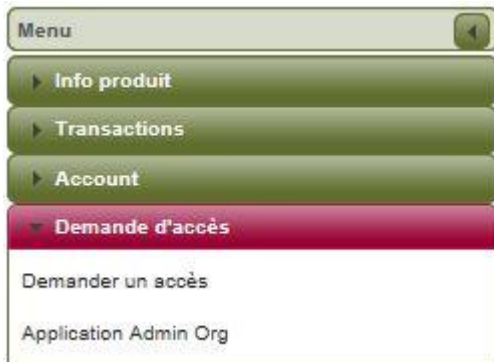 Menu
Info produit
Transactions
Account
Demande d'accès
Demander un accès
Application Admin Org